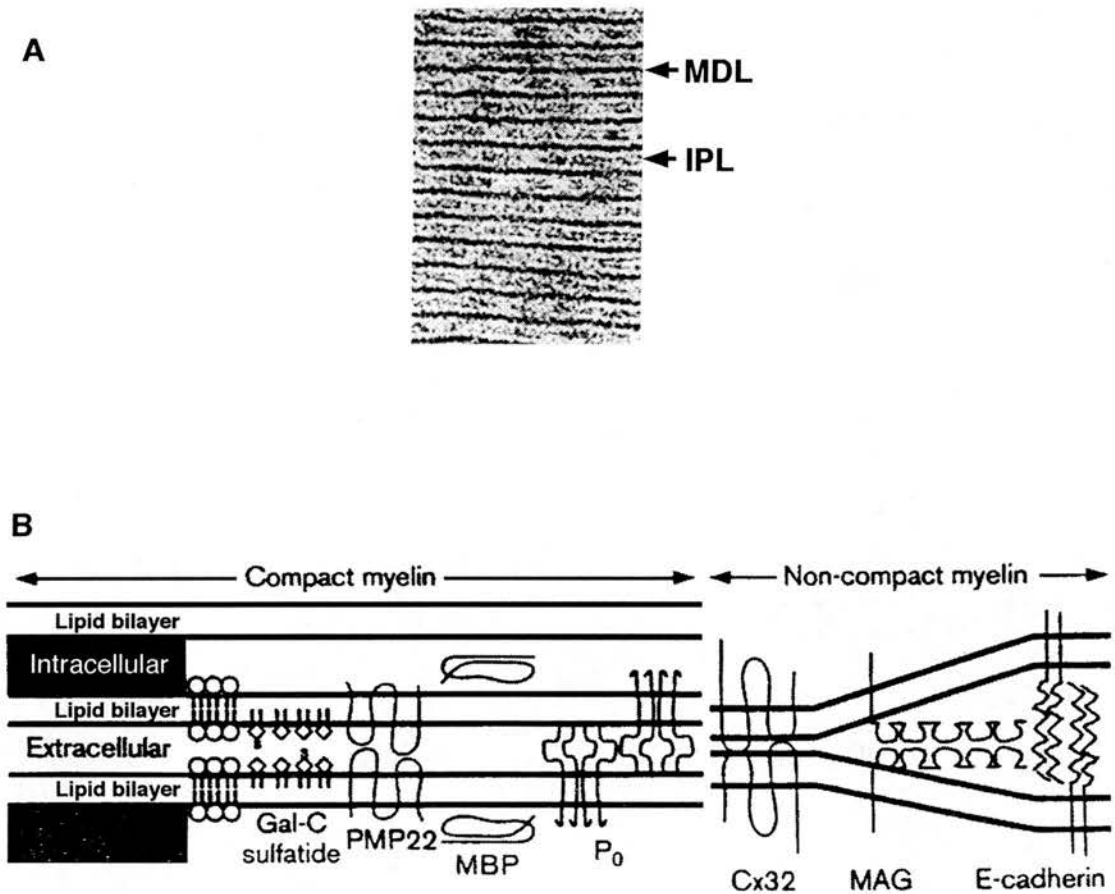 A
MDL
IPL
B
Compact myelin
Non-compact myelin
Lipid bilayer
Intracellular
Lipid bilayer
Extracellular
Lipid bilayer
s
s
Gal-C
sulfatide
PMP22
MBP
P₀
Cx32
MAG
E-cadherin